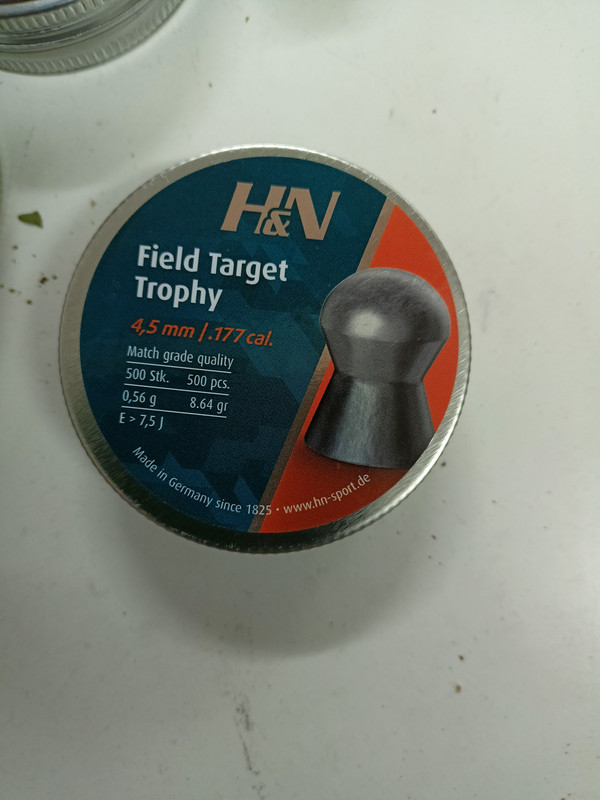 H&N
Field Target
Trophy
4,5 mm | .177 cal.
Match grade quality
500 Stk. 500 pcs.
0,56 g 8.64 gr
E > 7,5 J
Made in Germany since 1825 • www.hn-sport.de